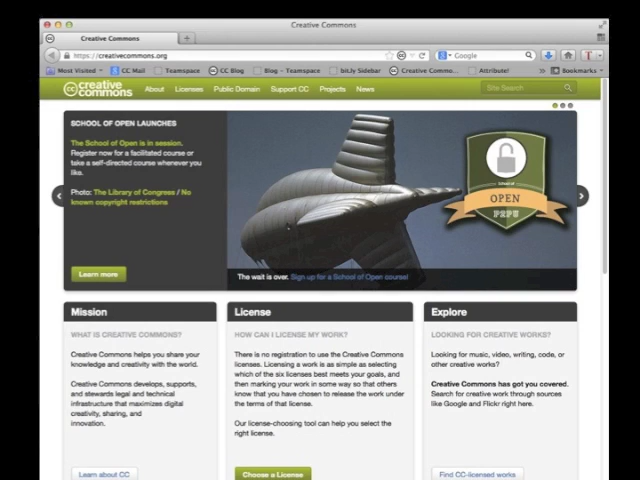 Creative Commons
Creative Commons
https://creativecommons.org
Google
Most Visited
CC Mail
Teamspace
CC Blog
Blog - Teamspace
bit.ly Sidebar
Creative Commo...
Attribute!
Bookmarks
creative commons
About
Licenses
Public Domain
Support CC
Projects
News
Site Search
SCHOOL OF OPEN LAUNCHES
The School of Open is in session.
Register now for a facilitated course or
take a self-directed course whenever you
like.
Photo: The Library of Congress / No
known copyright restrictions
Learn more
School of
OPEN
P2PU
The wait is over. Sign up for a School of Open course!
Mission
WHAT IS CREATIVE COMMONS?
Creative Commons helps you share your
knowledge and creativity with the world.
Creative Commons develops, supports,
and stewards legal and technical
infrastructure that maximizes digital
creativity, sharing, and
innovation.
Learn about CC
License
HOW CAN I LICENSE MY WORK?
There is no registration to use the Creative Commons
licenses. Licensing a work is as simple as selecting
which of the six licenses best meets your goals, and
then marking your work in some way so that others
know that you have chosen to release the work under
the terms of that license.
Our license-choosing tool can help you select the
right license.
Choose a License
Explore
LOOKING FOR CREATIVE WORKS?
Looking for music, video, writing, code, or
other creative works?
Creative Commons has got you covered.
Search for creative work through sources
like Google and Flickr right here.
Find CC-licensed works